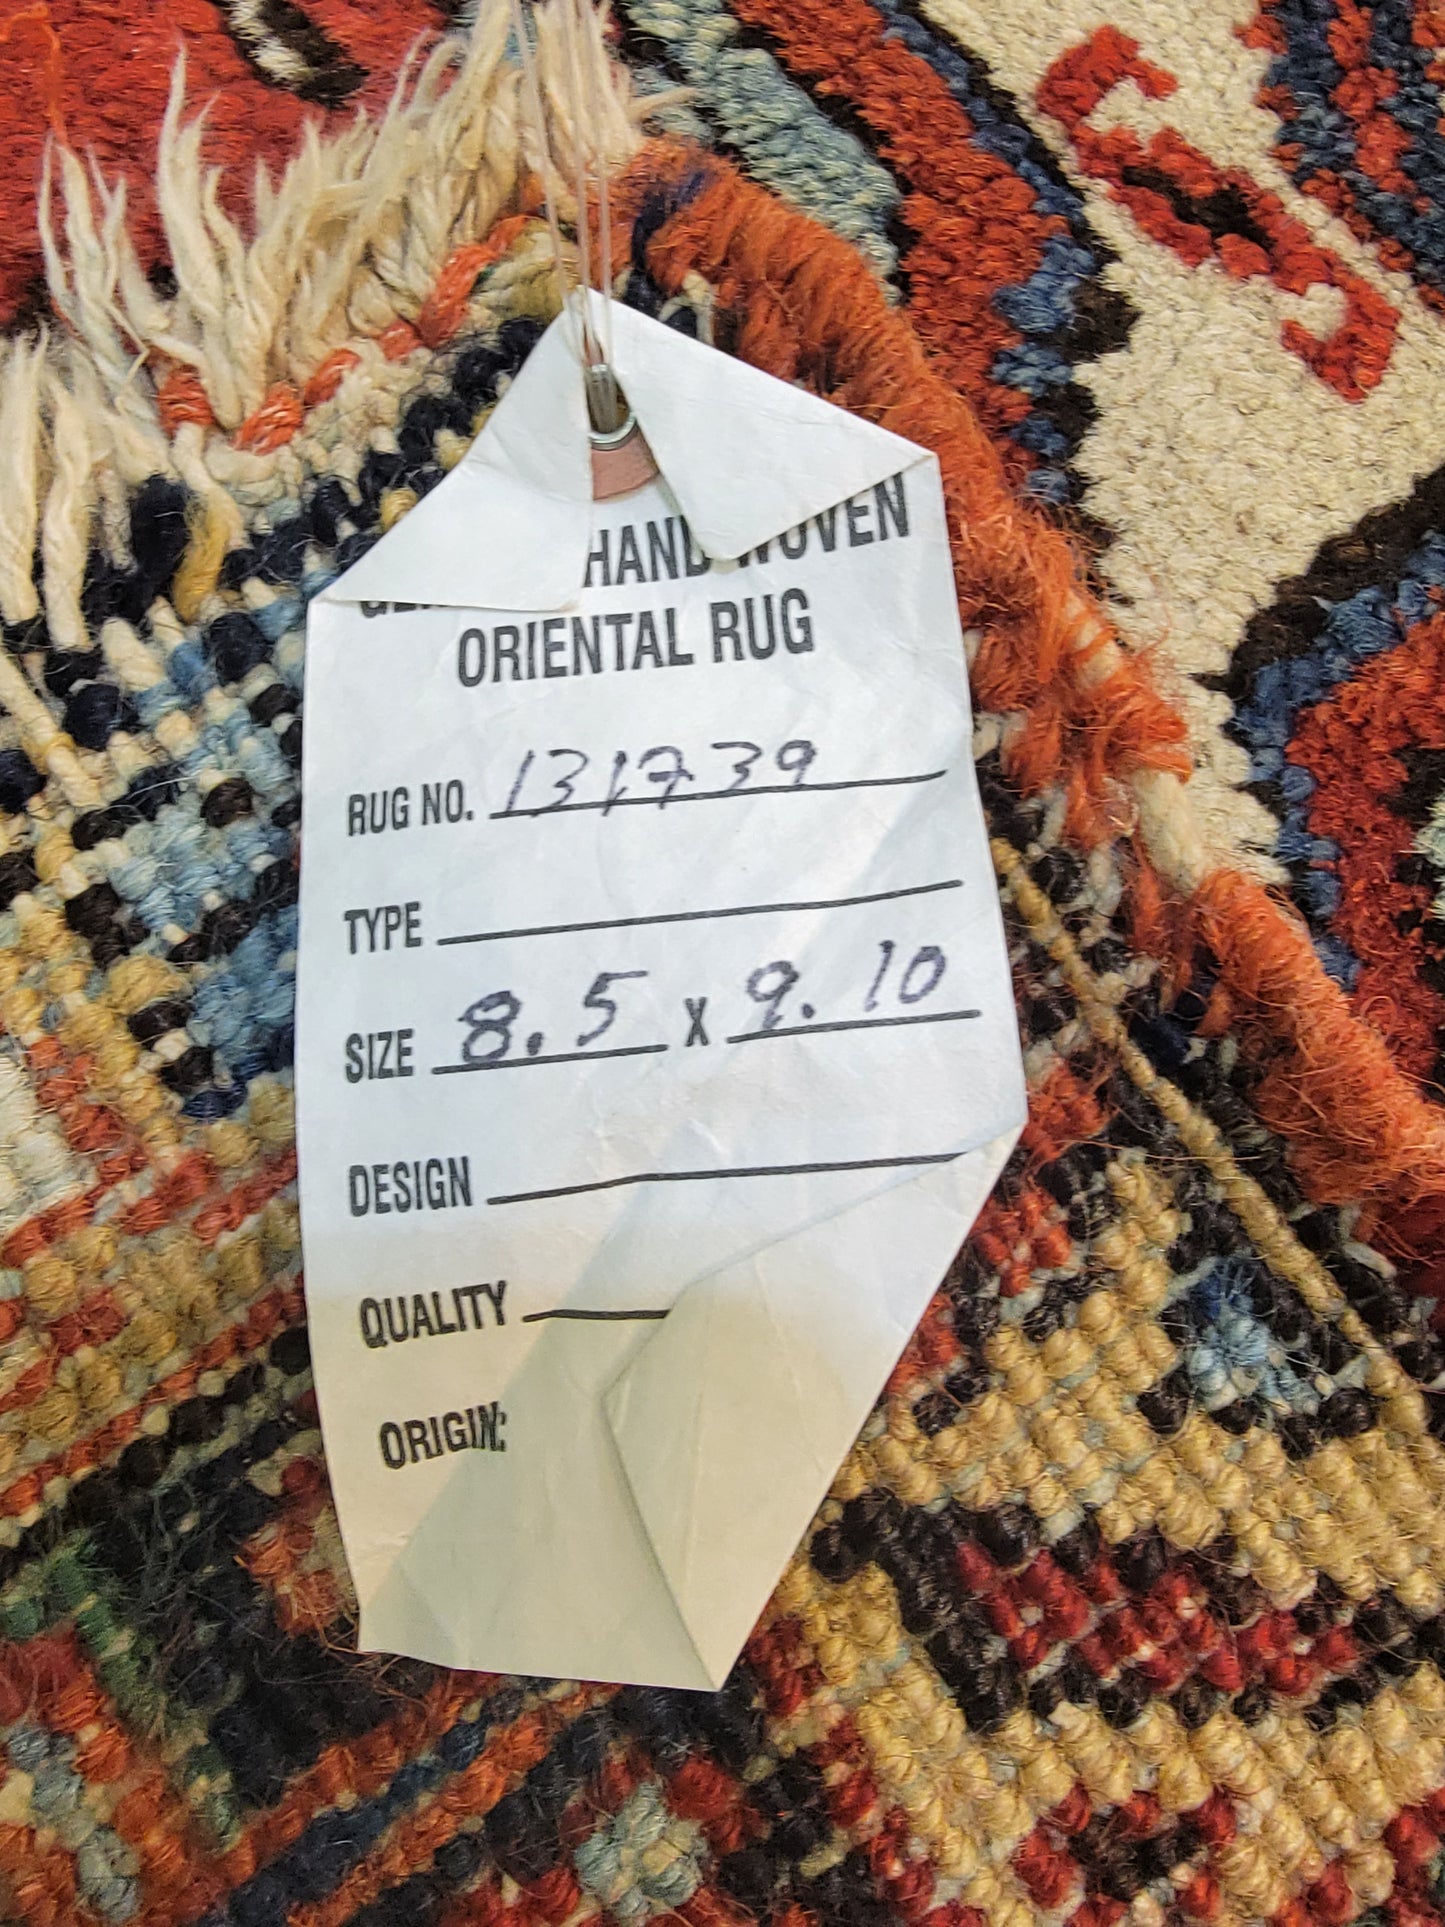 HAND WOVEN
ORIENTAL RUG
RUG NO. 131739
TYPE
SIZE 8.5 X 9.10
DESIGN
QUALITY
ORIGIN: